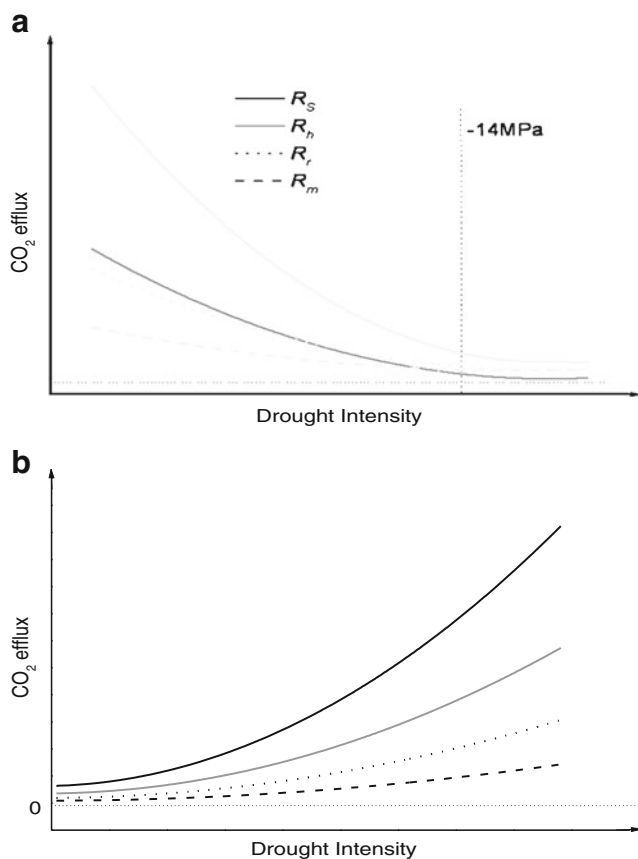 a
CO₂ efflux
R_S
R_h
R_r
R_m
-14MPa
Drought Intensity
b
CO₂ efflux
0
Drought Intensity